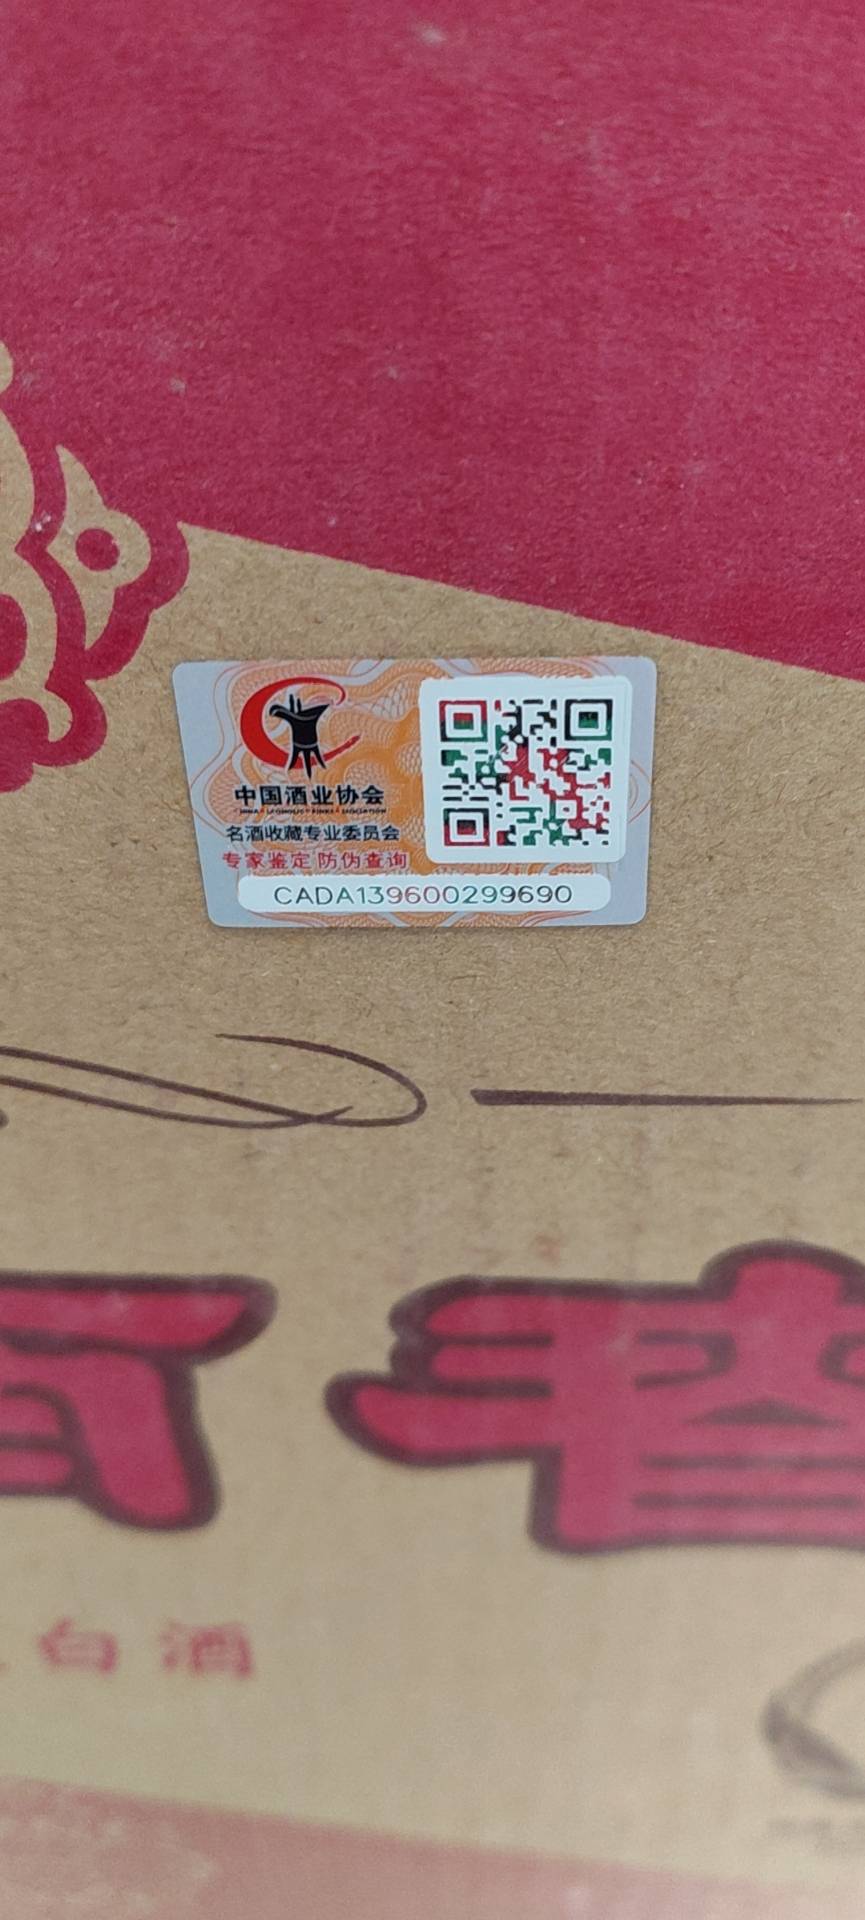 中国酒业协会
名酒收藏专业委员会
专家鉴定 防伪查询
CADA139600299690
白酒